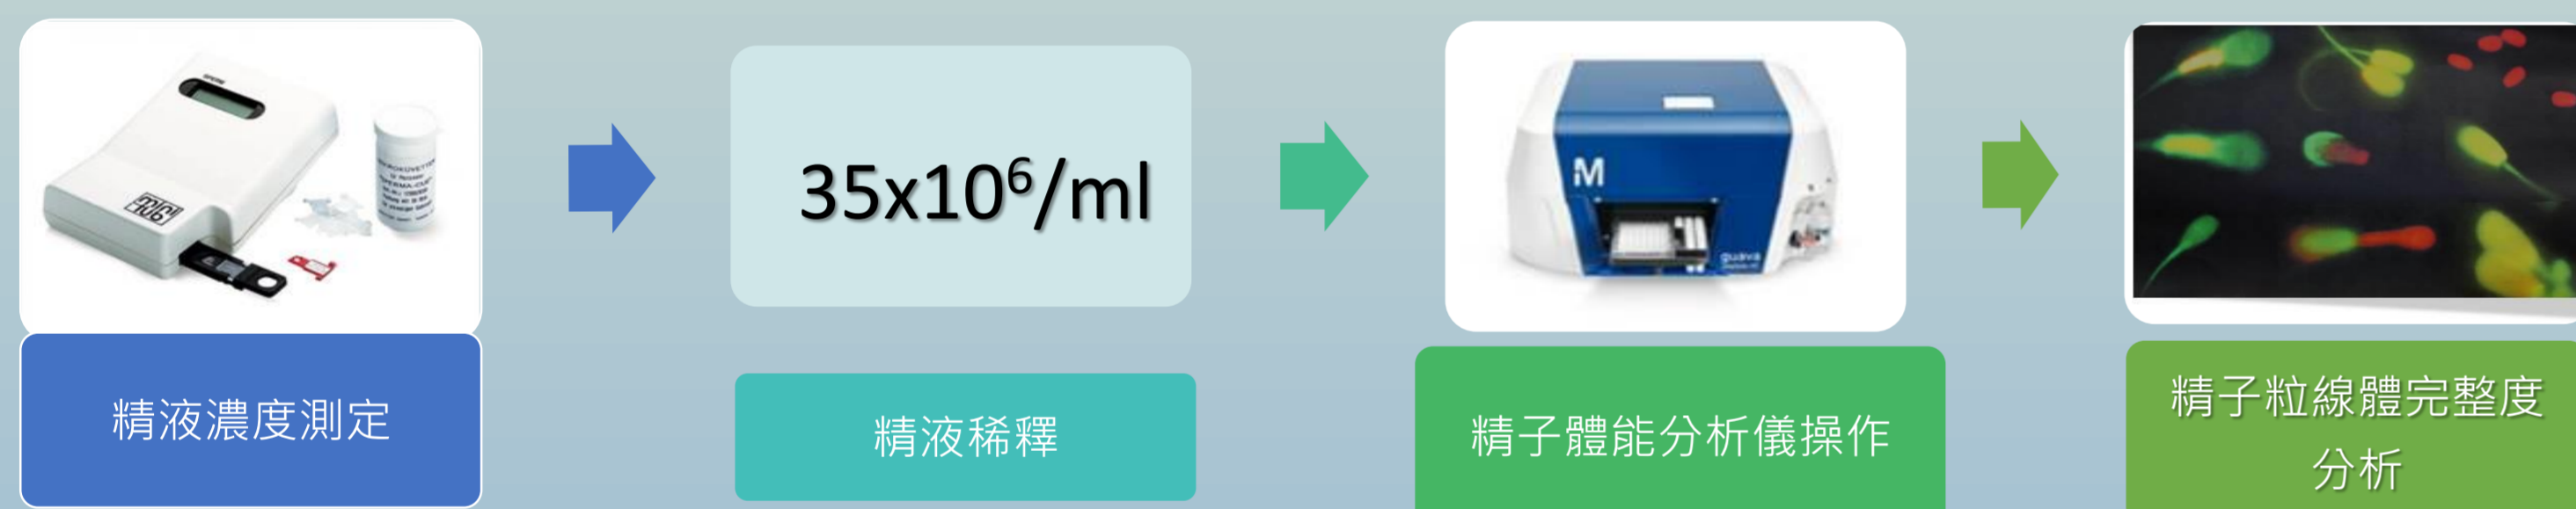 35x10⁶/ml
M
guava
精液濃度測定
精液稀釋
精子體能分析儀操作
精子粒線體完整度
分析